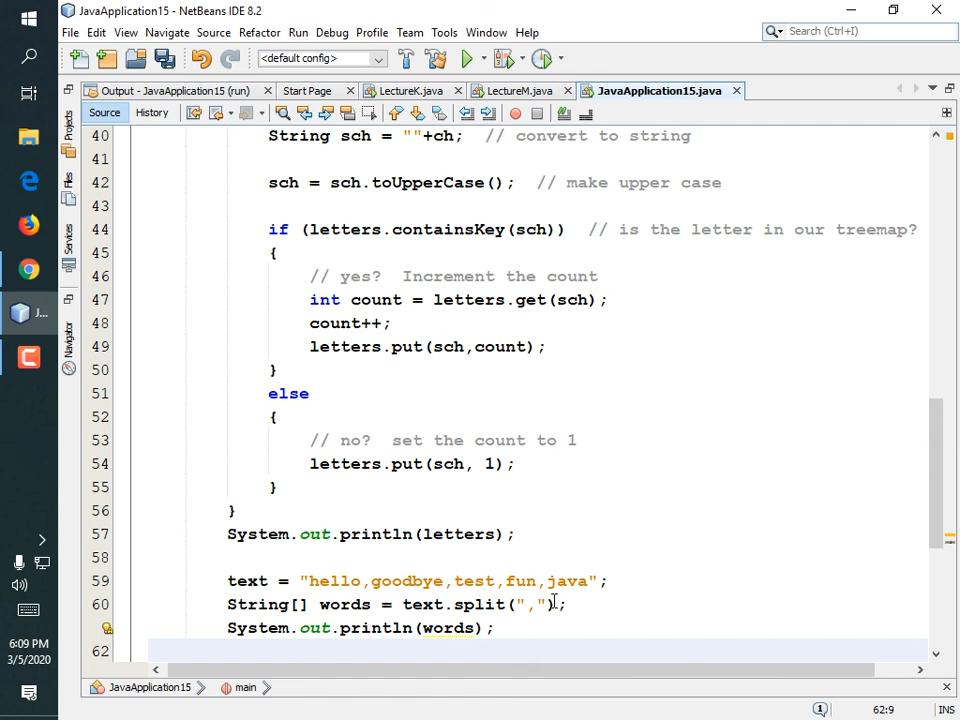 JavaApplication15 - NetBeans IDE 8.2
File Edit View Navigate Source Refactor Run Debug Profile Team Tools Window Help
Search (Ctrl+I)
<default config>
Output - JavaApplication15 (run) Start Page LectureK.java LectureM.java JavaApplication15.java
Source History
Projects
Files
Services
Navigator
40 String sch = ""+ch; // convert to string
41
42 sch = sch.toUpperCase(); // make upper case
43
44 if (letters.containsKey(sch)) // is the letter in our treemap?
45 {
46 // yes? Increment the count
47 int count = letters.get(sch);
48 count++;
49 letters.put(sch,count);
50 }
51 else
52 {
53 // no? set the count to 1
54 letters.put(sch, 1);
55 }
56 }
57 System.out.println(letters);
58
59 text = "hello,goodbye,test,fun,java";
60 String[] words = text.split(",");
System.out.println(words);
62
JavaApplication15 main
62:9 INS
J...
6:09 PM
3/5/2020